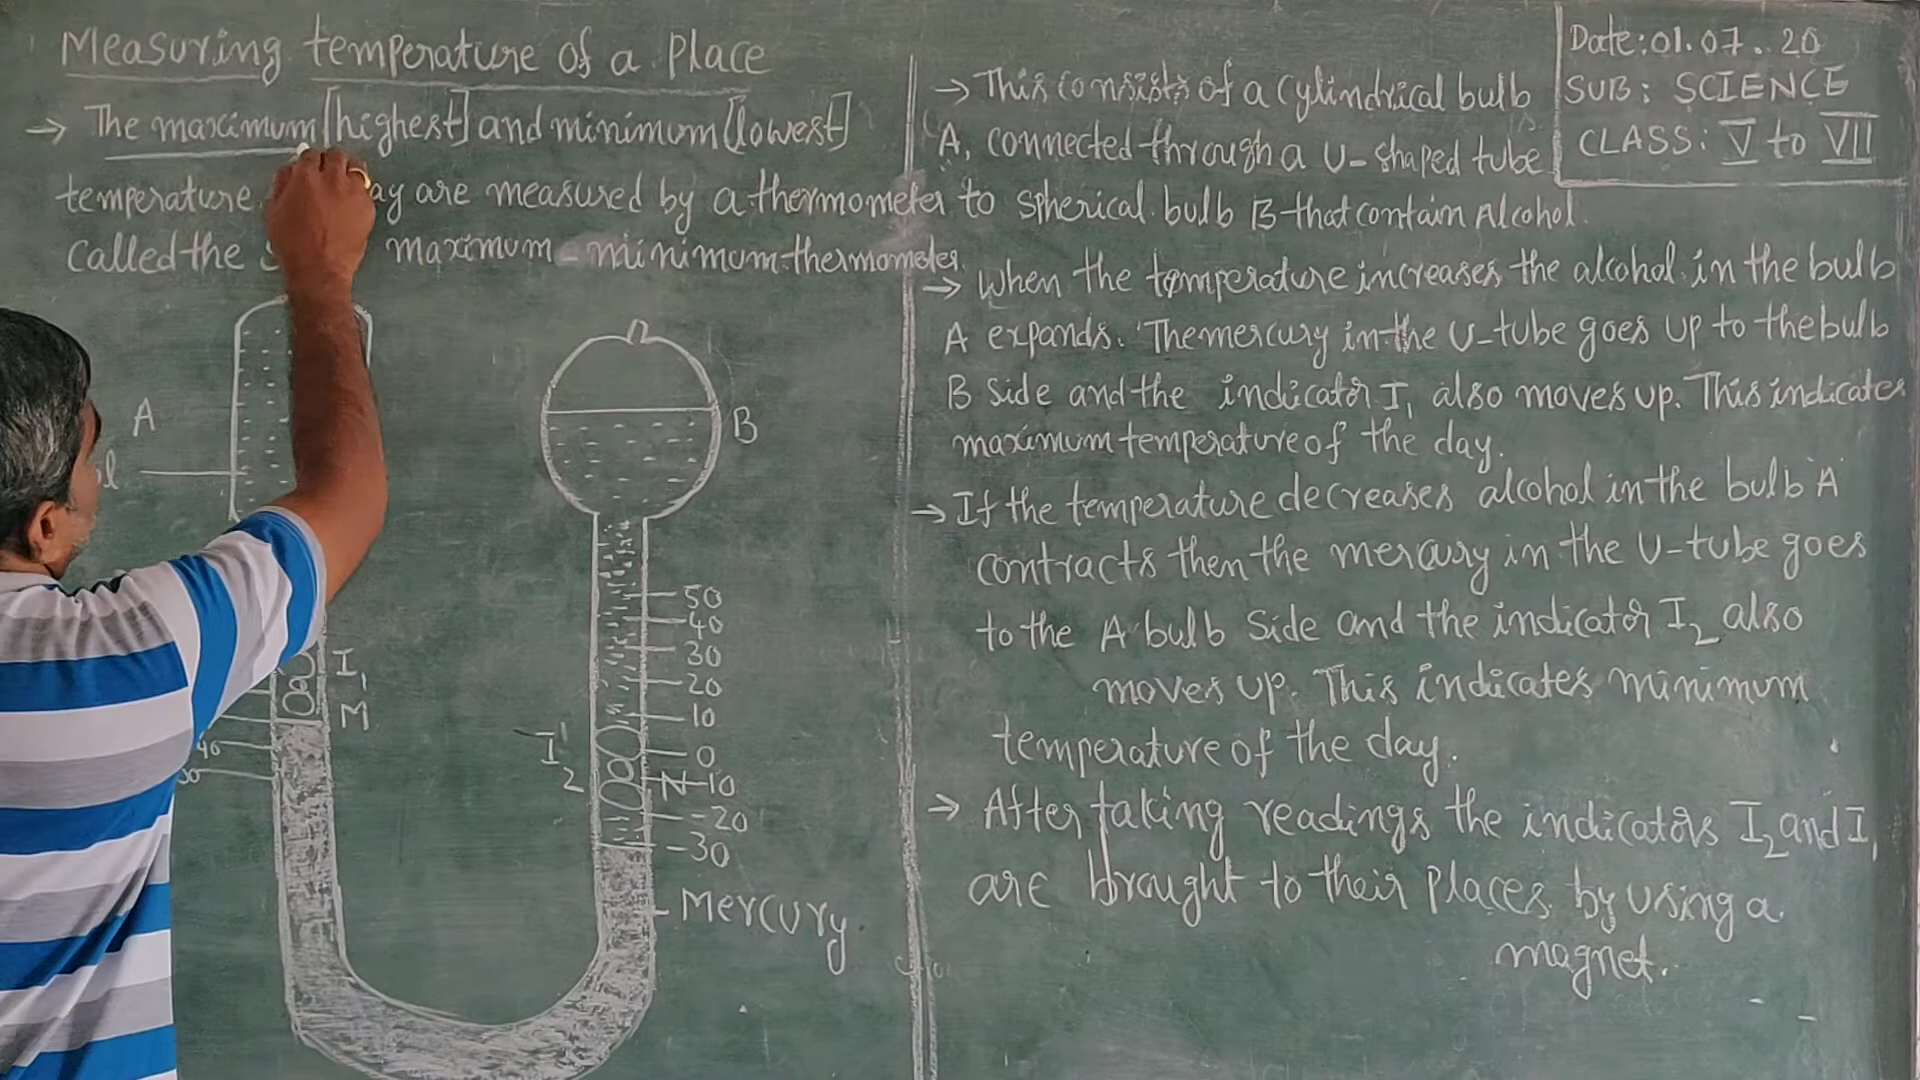 Measuring temperature of a Place
→ The maximum [highest] and minimum [lowest]
temperature ay are measured by a thermometer
called the maximum - minimum thermometer.
A
l
B
50
40
30
20
10
0
N -10
-20
-30
I1
M
I2
40
Mercury
Date: 01.07.20
SUB: SCIENCE
CLASS: V to VII
→ This consists of a cylindrical bulb
A, connected through a U-shaped tube
to spherical bulb B that contain Alcohol.
→ When the temperature increases the alcohol in the bulb
A expands. The mercury in the U-tube goes up to the bulb
B side and the indicator I1 also moves up. This indicates
maximum temperature of the day.
→ If the temperature decreases alcohol in the bulb A
contracts then the mercury in the U-tube goes
to the A bulb side and the indicator I2 also
moves up. This indicates minimum
temperature of the day.
→ After taking readings the indicators I2 and I1
are brought to their places by using a
magnet.